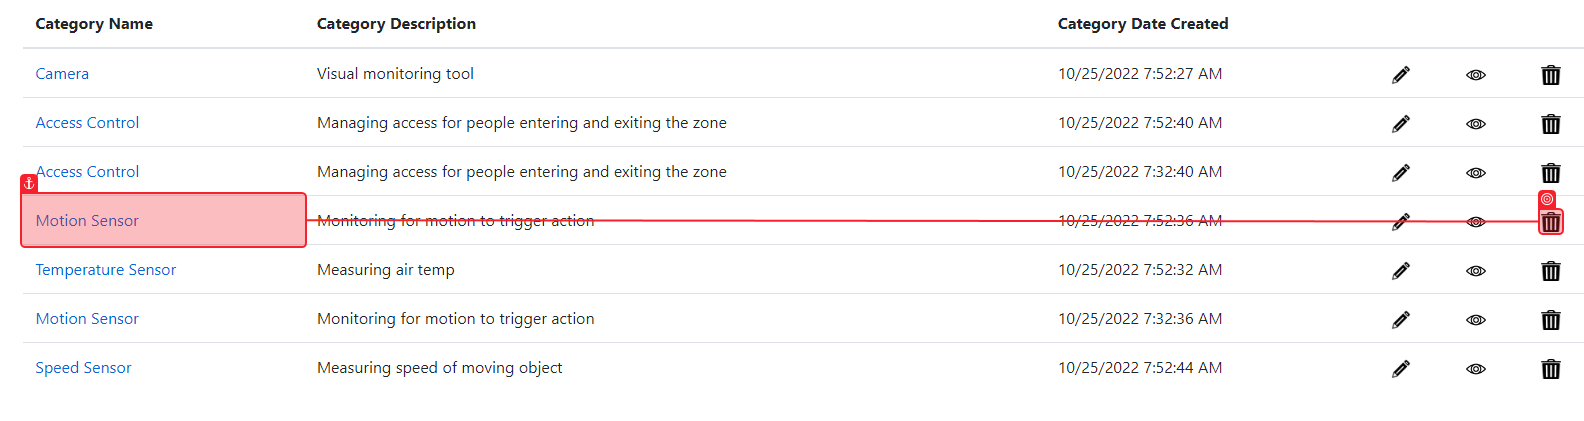 Category Name Category Description Category Date Created
Camera Visual monitoring tool 10/25/2022 7:52:27 AM
Access Control Managing access for people entering and exiting the zone 10/25/2022 7:52:40 AM
Access Control Managing access for people entering and exiting the zone 10/25/2022 7:32:40 AM
Motion Sensor Monitoring for motion to trigger action 10/25/2022 7:52:36 AM
Temperature Sensor Measuring air temp 10/25/2022 7:52:32 AM
Motion Sensor Monitoring for motion to trigger action 10/25/2022 7:32:36 AM
Speed Sensor Measuring speed of moving object 10/25/2022 7:52:44 AM